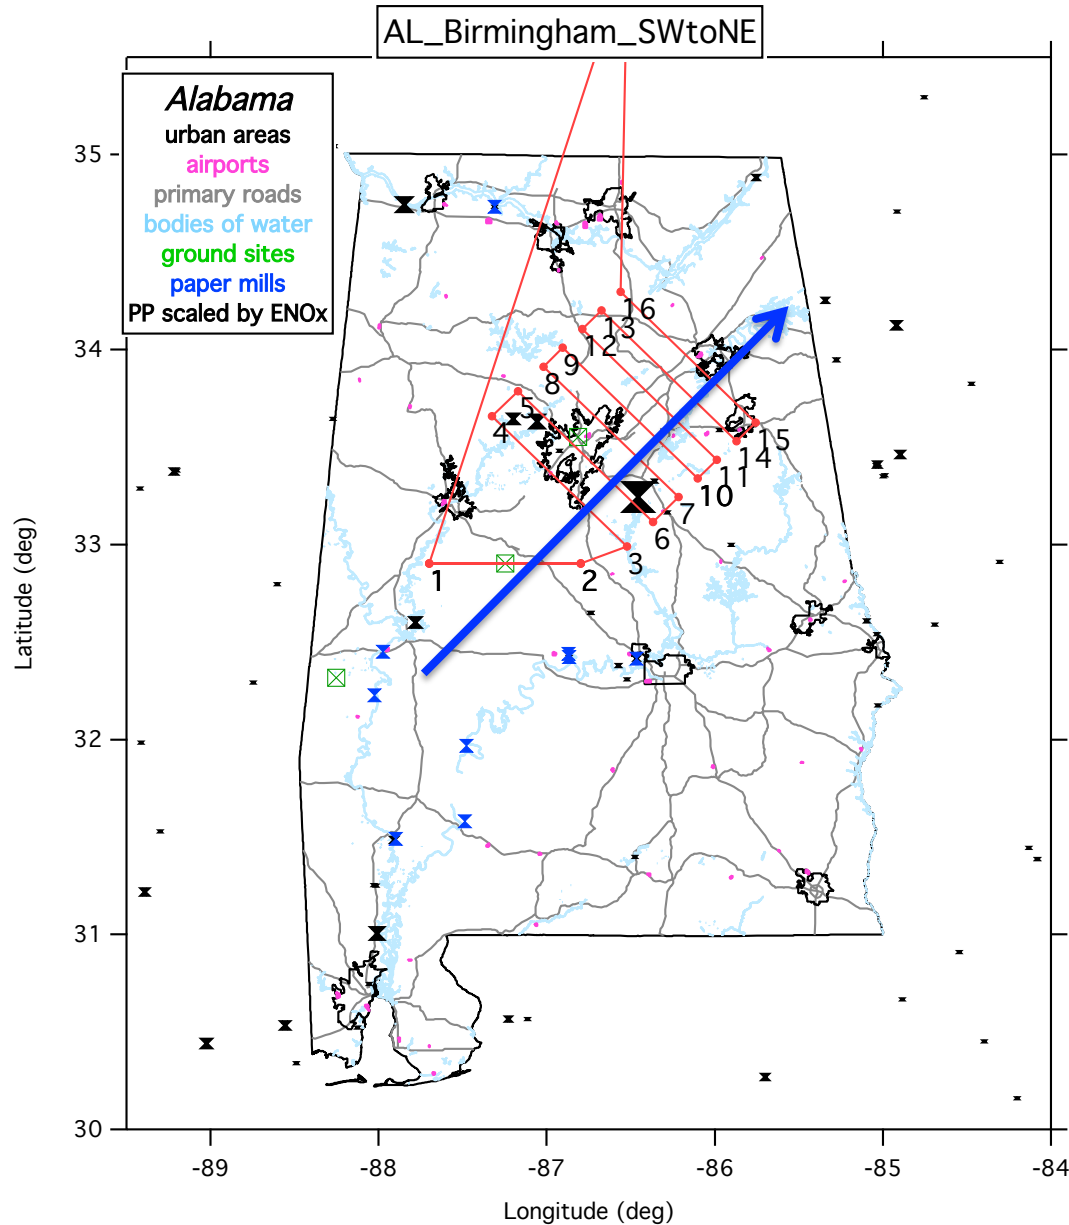 AL_Birmingham_SWtoNE
Alabama
urban areas
airports
primary roads
bodies of water
ground sites
paper mills
PP scaled by ENOx
35
34
33
32
31
30
Latitude (deg)
16
13
12
9
8
5
4
15
14
11
10
7
6
3
2
1
-89
-88
-87
-86
-85
-84
Longitude (deg)